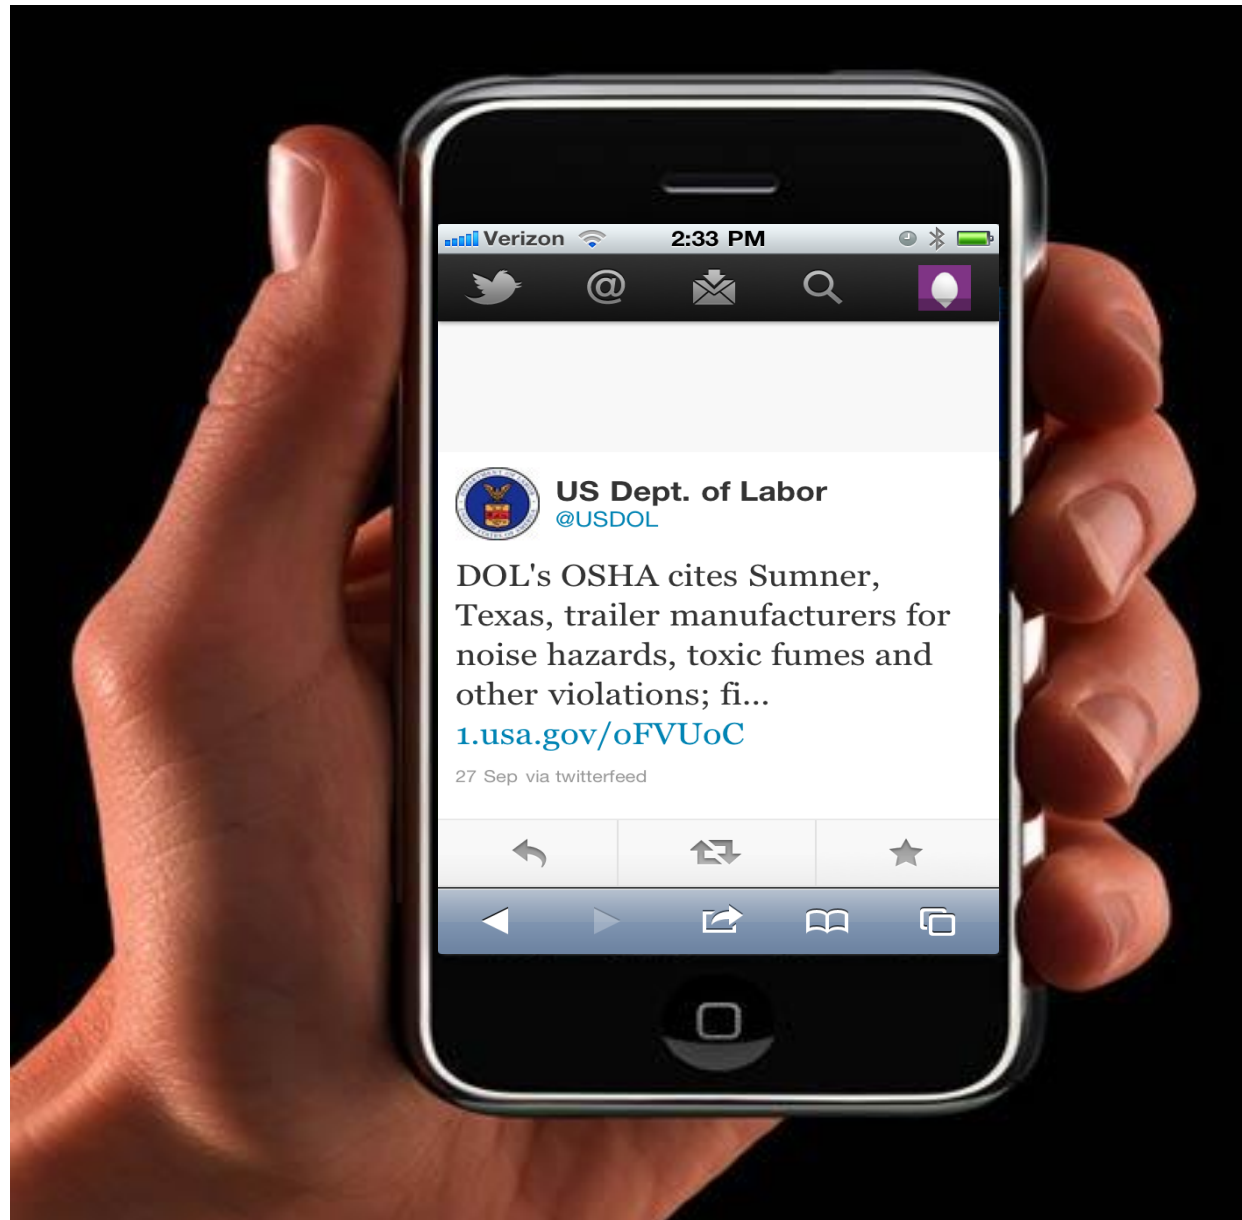 Verizon 2:33 PM
@
US Dept. of Labor
@USDOL
DOL's OSHA cites Sumner,
Texas, trailer manufacturers for
noise hazards, toxic fumes and
other violations; fi...
1.usa.gov/oFVUoC
27 Sep via twitterfeed